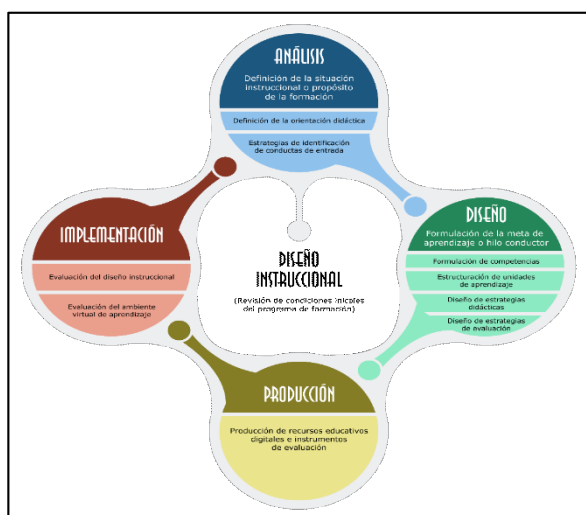 ANÁLISIS
Definición de la situación
instruccional o propósito
de la formación
Definición de la orientación didáctica
Estrategias de identificación
de conductas de entrada
DISEÑO
Formulación de la meta de
aprendizaje o hilo conductor
Formulación de competencias
Estructuración de unidades
de aprendizaje
Diseño de estrategias
didácticas
Diseño de estrategias
de evaluación
IMPLEMENTACIÓN
Evaluación del diseño instruccional
Evaluación del ambiente
virtual de aprendizaje
DISEÑO
INSTRUCCIONAL
(Revisión de condiciones iniciales
del programa de formación)
PRODUCCIÓN
Producción de recursos educativos
digitales e instrumentos
de evaluación